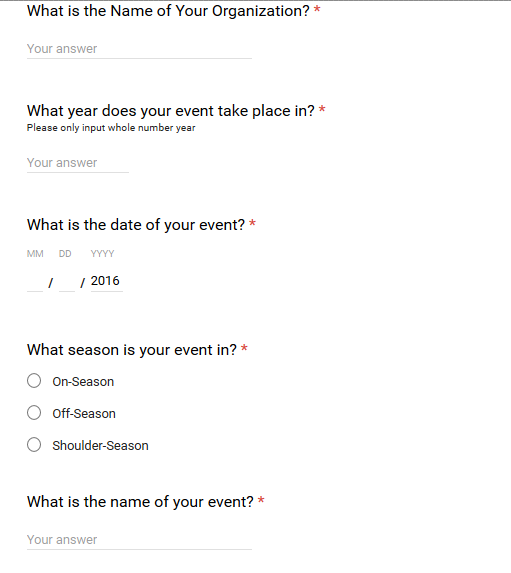 What is the Name of Your Organization? *
Your answer
What year does your event take place in? *
Please only input whole number year
Your answer
What is the date of your event? *
MM DD YYYY
/ / 2016
What season is your event in? *
On-Season
Off-Season
Shoulder-Season
What is the name of your event? *
Your answer